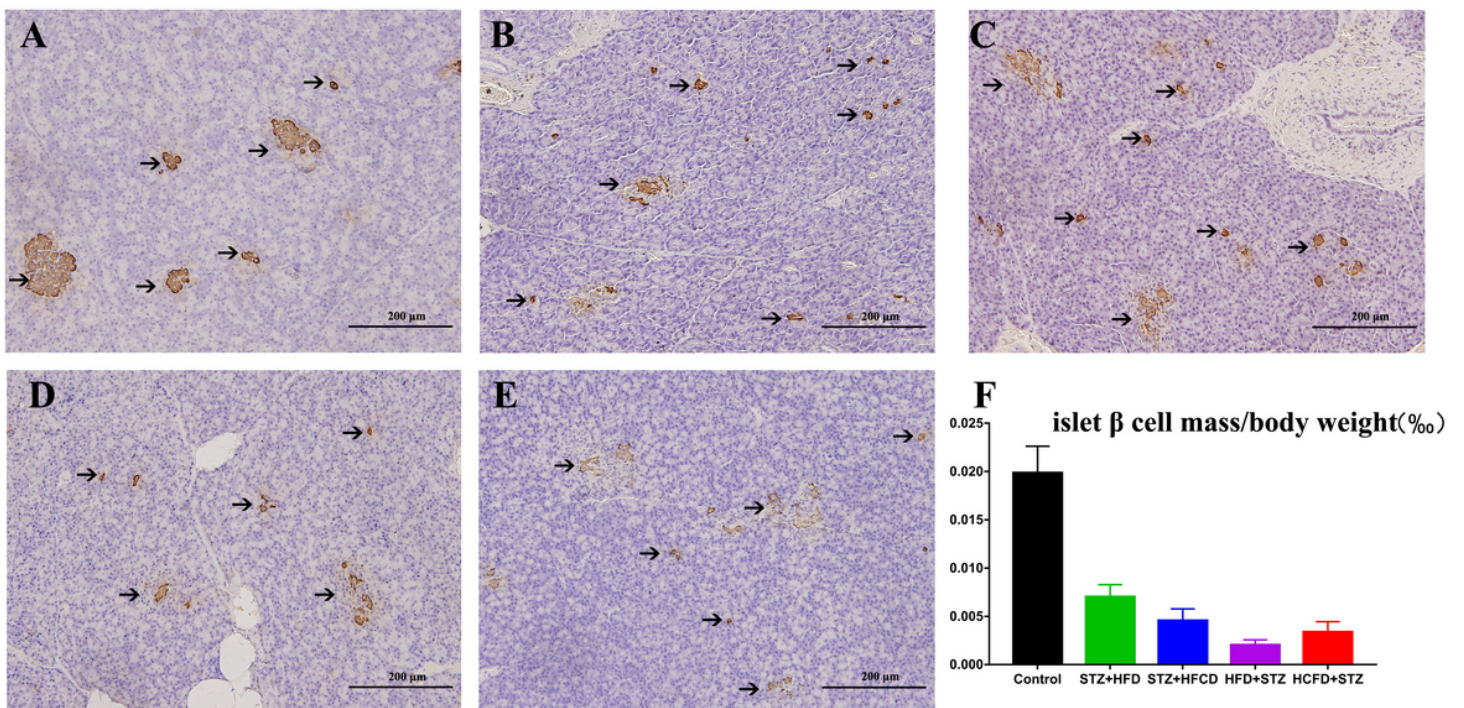 A
200 µm
B
200 µm
C
200 µm
D
200 µm
E
200 µm
F
islet β cell mass/body weight(‰)
0.025
0.020
0.015
0.010
0.005
0.000
Control STZ+HFD STZ+HFCD HFD+STZ HCFD+STZ